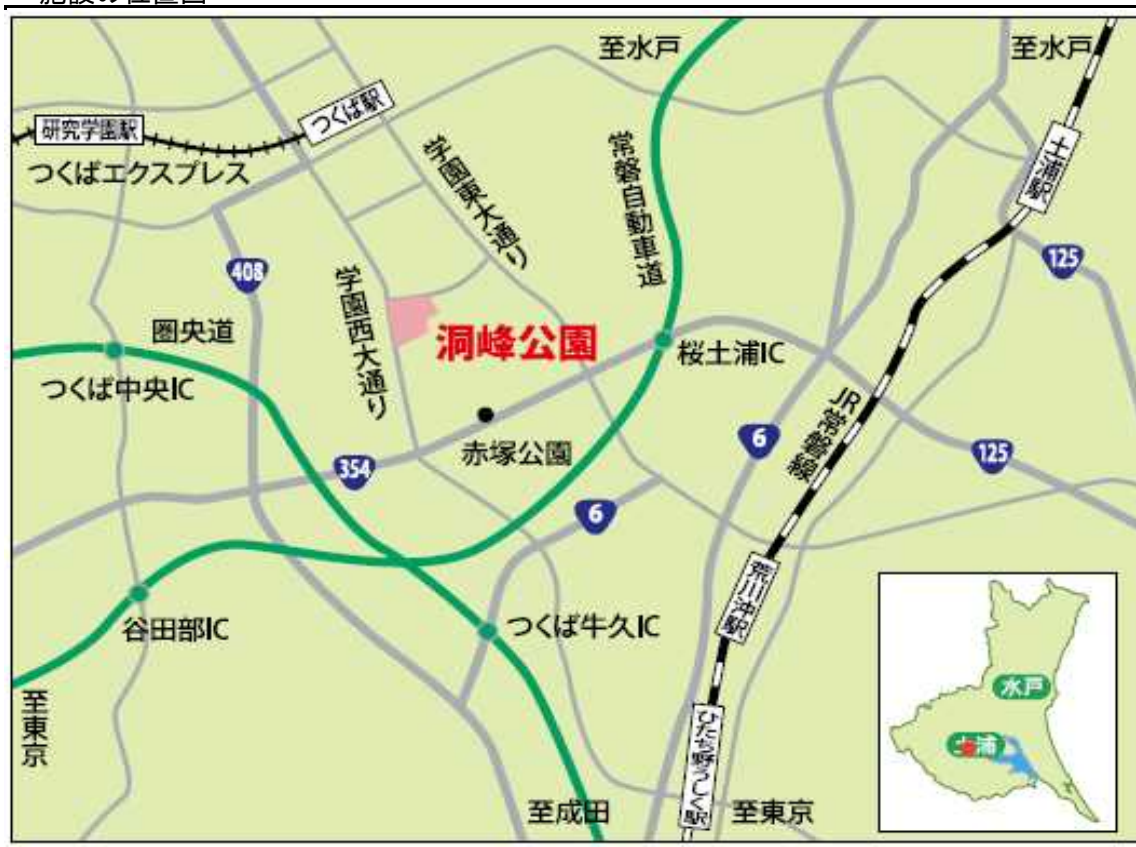 施設の位置図
至水戸
至水戸
研究学園駅
つくば駅
つくばエクスプレス
学園東大通り
常磐自動車道
土浦駅
408
125
学園西大通り
圏央道
洞峰公園
桜土浦IC
つくば中央IC
JR常磐線
赤塚公園
6
125
354
6
荒川沖駅
谷田部IC
つくば牛久IC
水戸
至東京
ひたち野うしく駅
土浦
至成田
至東京